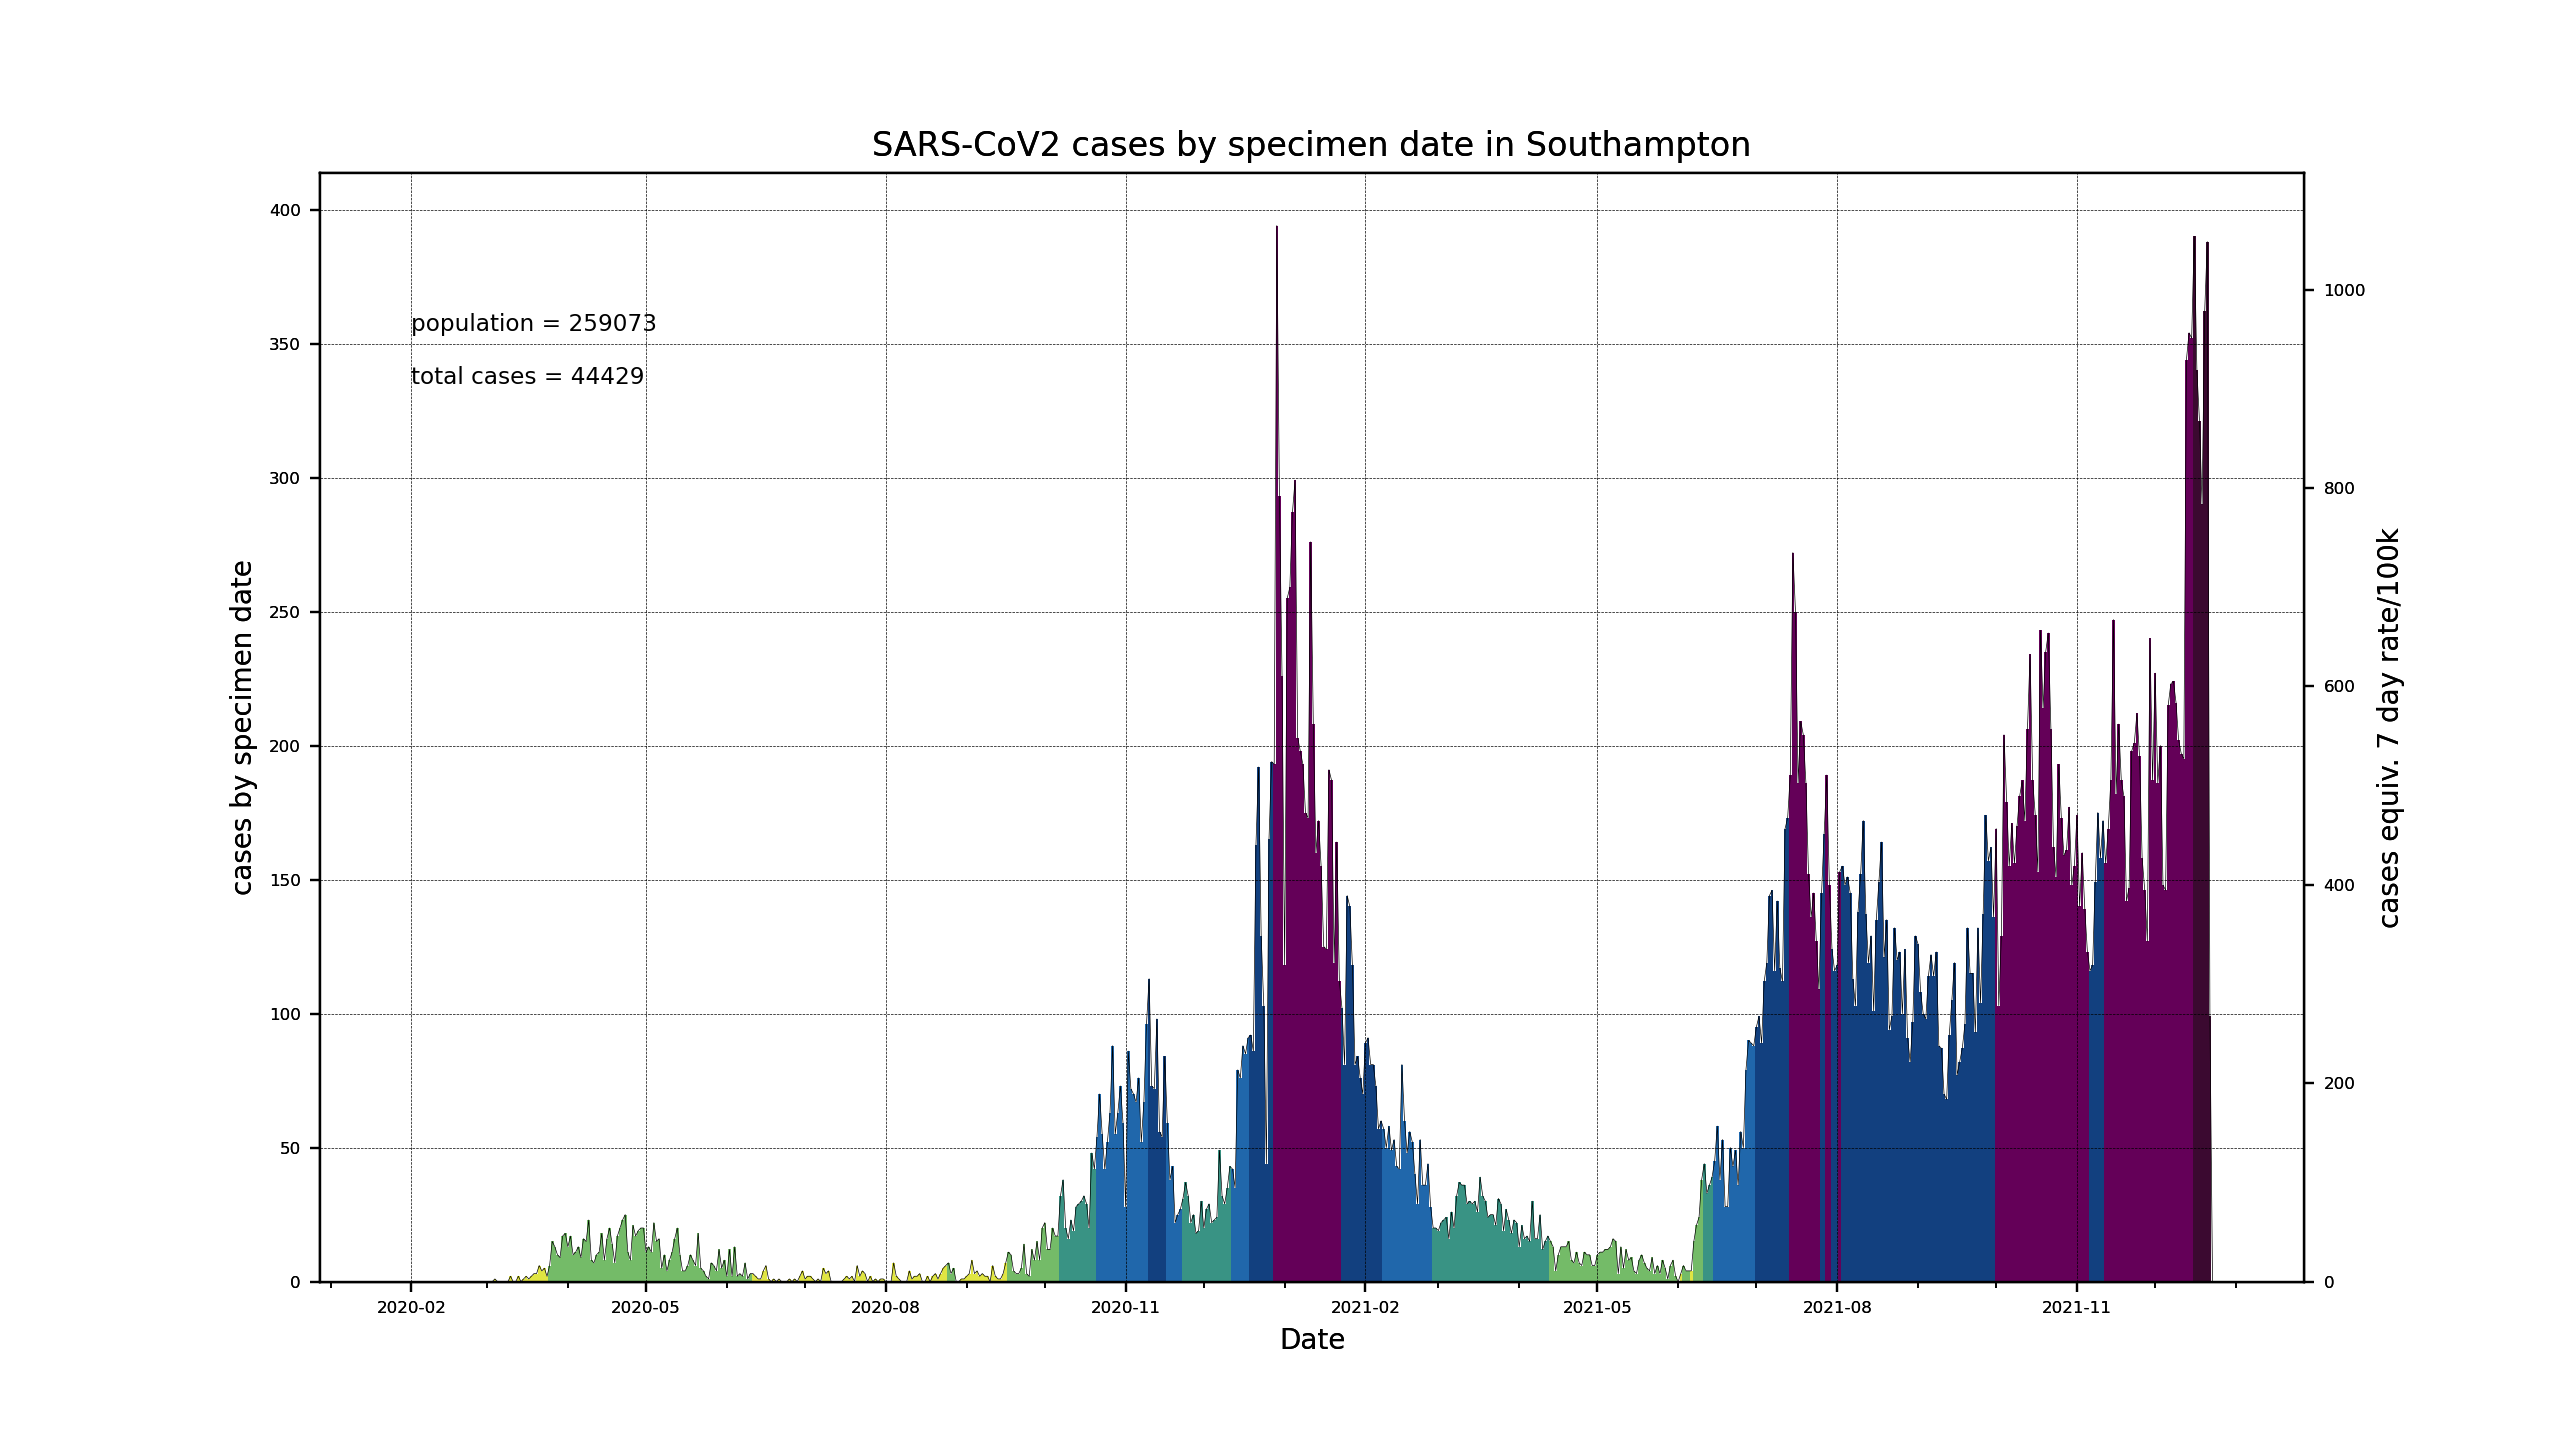 SARS-CoV2 cases by specimen date in Southampton
population = 259073
total cases = 44429
cases by specimen date
400
350
300
250
200
150
100
50
0
1000
800
600
400
200
0
cases equiv. 7 day rate/100k
2020-02 2020-05 2020-08 2020-11 2021-02 2021-05 2021-08 2021-11
Date